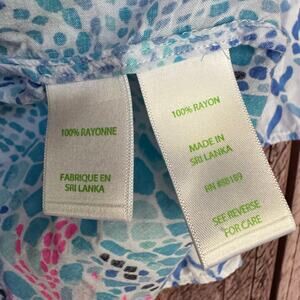 100% RAYONNE
FABRIQUE EN
SRI LANKA
100% RAYON
MADE IN
SRI LANKA
RN #88189
SEE REVERSE
FOR CARE